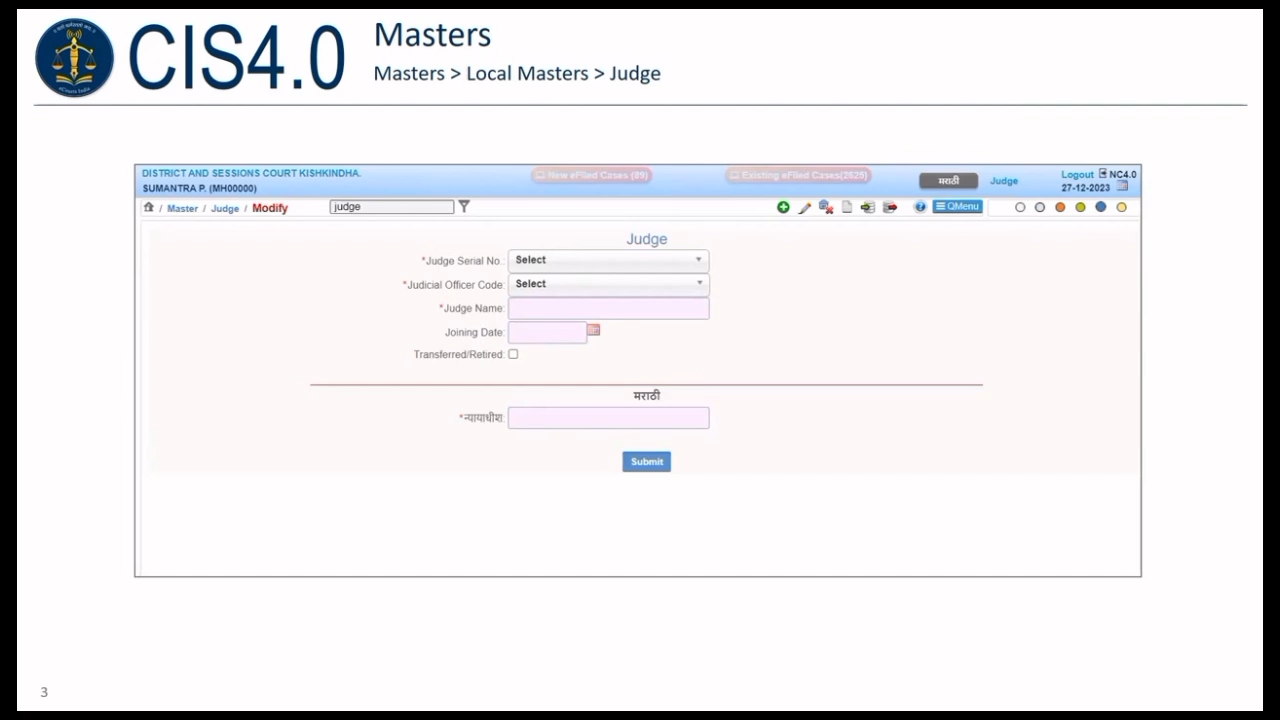 CIS4.0
Masters
Masters > Local Masters > Judge
DISTRICT AND SESSIONS COURT KISHKINDHA.
New eFiled Cases (89)
Existing eFiled Cases(2625)
मराठी
Judge
Logout
NC4.0
SUMANTRA P. (MH00000)
27-12-2023
/ Master / Judge / Modify
judge
QMenu
Judge
*Judge Serial No.:
Select
*Judicial Officer Code:
Select
*Judge Name:
Joining Date:
Transferred/Retired:
मराठी
*न्यायाधीश:
Submit
3